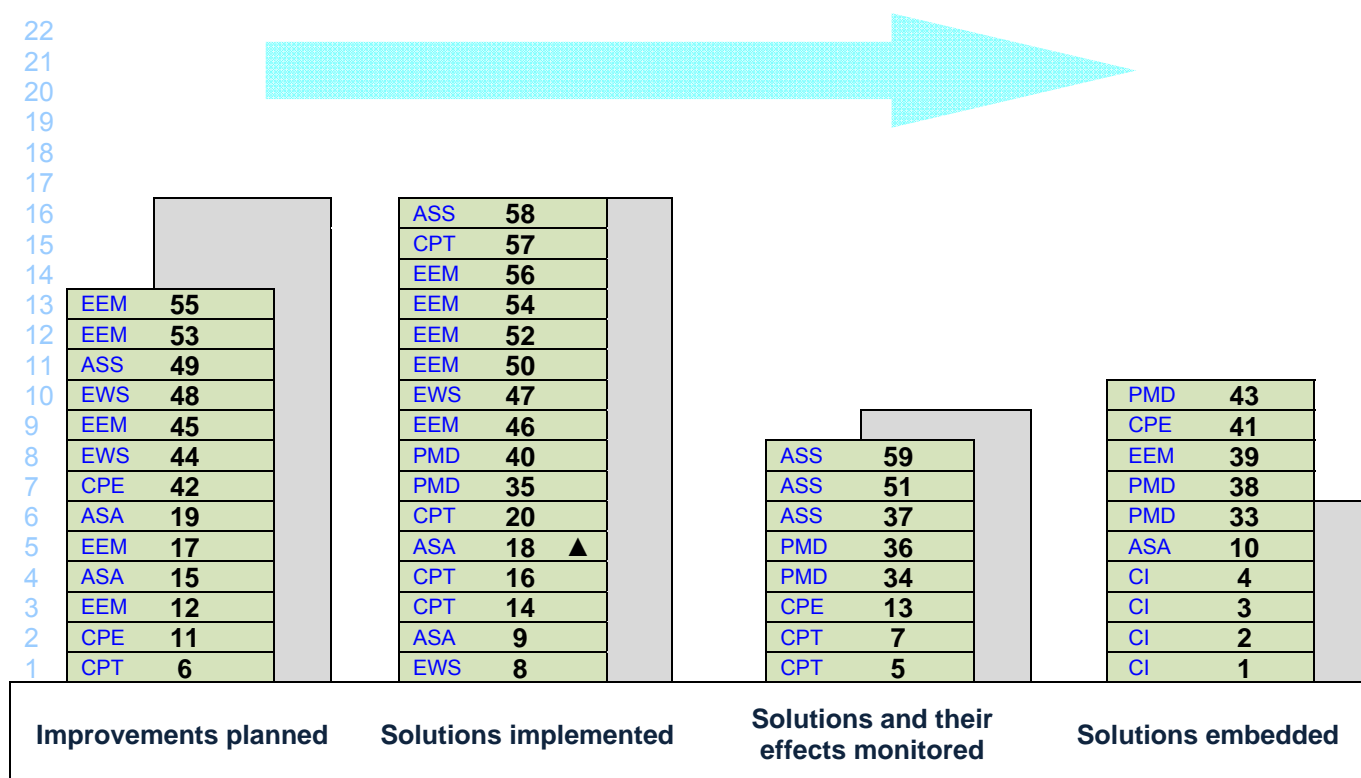 22
21
20
19
18
17
16 ASS 58
15 CPT 57
14 EEM 56
13 EEM 55 EEM 54
12 EEM 53 EEM 52
11 ASS 49 EEM 50
10 EWS 48 EWS 47 PMD 43
9 EEM 45 EEM 46 CPE 41
8 EWS 44 PMD 40 ASS 59 EEM 39
7 CPE 42 PMD 35 ASS 51 PMD 38
6 ASA 19 CPT 20 ASS 37 PMD 33
5 EEM 17 ASA 18 ▲ PMD 36 ASA 10
4 ASA 15 CPT 16 PMD 34 CI 4
3 EEM 12 CPT 14 CPE 13 CI 3
2 CPE 11 ASA 9 CPT 7 CI 2
1 CPT 6 EWS 8 CPT 5 CI 1
Improvements planned
Solutions implemented
Solutions and their
effects monitored
Solutions embedded